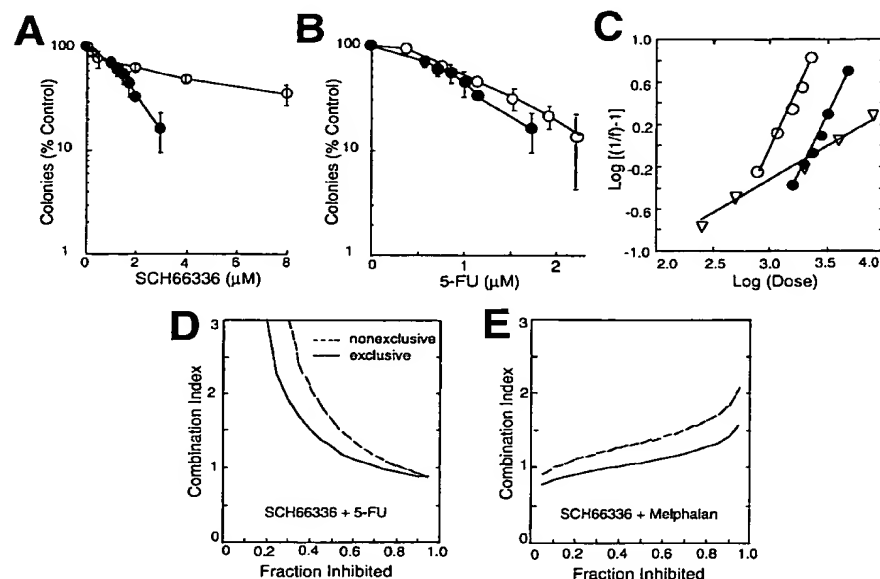 A
Colonies (% Control)
100
10
1
0
2
4
6
8
SCH66336 (µM)
B
Colonies (% Control)
100
10
1
0
1
2
5-FU (µM)
C
Log [(1/f)-1]
1.0
0.6
0.2
-0.2
-0.6
-1.0
2.0
2.5
3.0
3.5
4.0
Log (Dose)
D
Combination Index
3
2
1
0
nonexclusive
exclusive
SCH66336 + 5-FU
0
0.2
0.4
0.6
0.8
1.0
Fraction Inhibited
E
Combination Index
3
2
1
0
SCH66336 + Melphalan
0
0.2
0.4
0.6
0.8
1.0
Fraction Inhibited